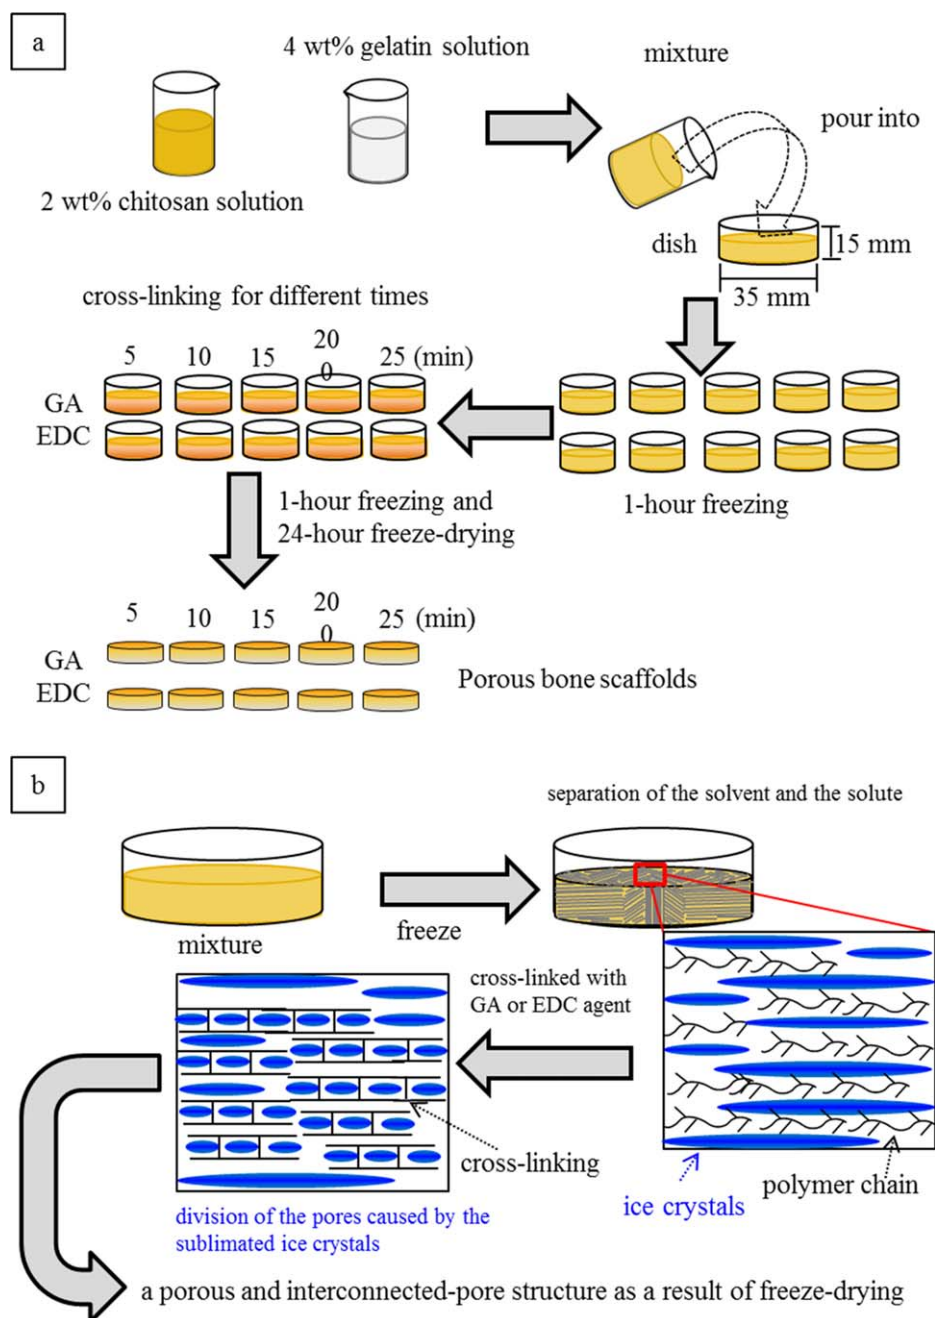 a
4 wt% gelatin solution
mixture
pour into
2 wt% chitosan solution
dish
15 mm
35 mm
cross-linking for different times
5 10 15 20 25 (min)
0
GA
EDC
1-hour freezing
1-hour freezing and
24-hour freeze-drying
5 10 15 20 25 (min)
0
GA
EDC
Porous bone scaffolds
b
separation of the solvent and the solute
mixture
freeze
cross-linked with
GA or EDC agent
cross-linking
polymer chain
ice crystals
division of the pores caused by the
sublimated ice crystals
a porous and interconnected-pore structure as a result of freeze-drying